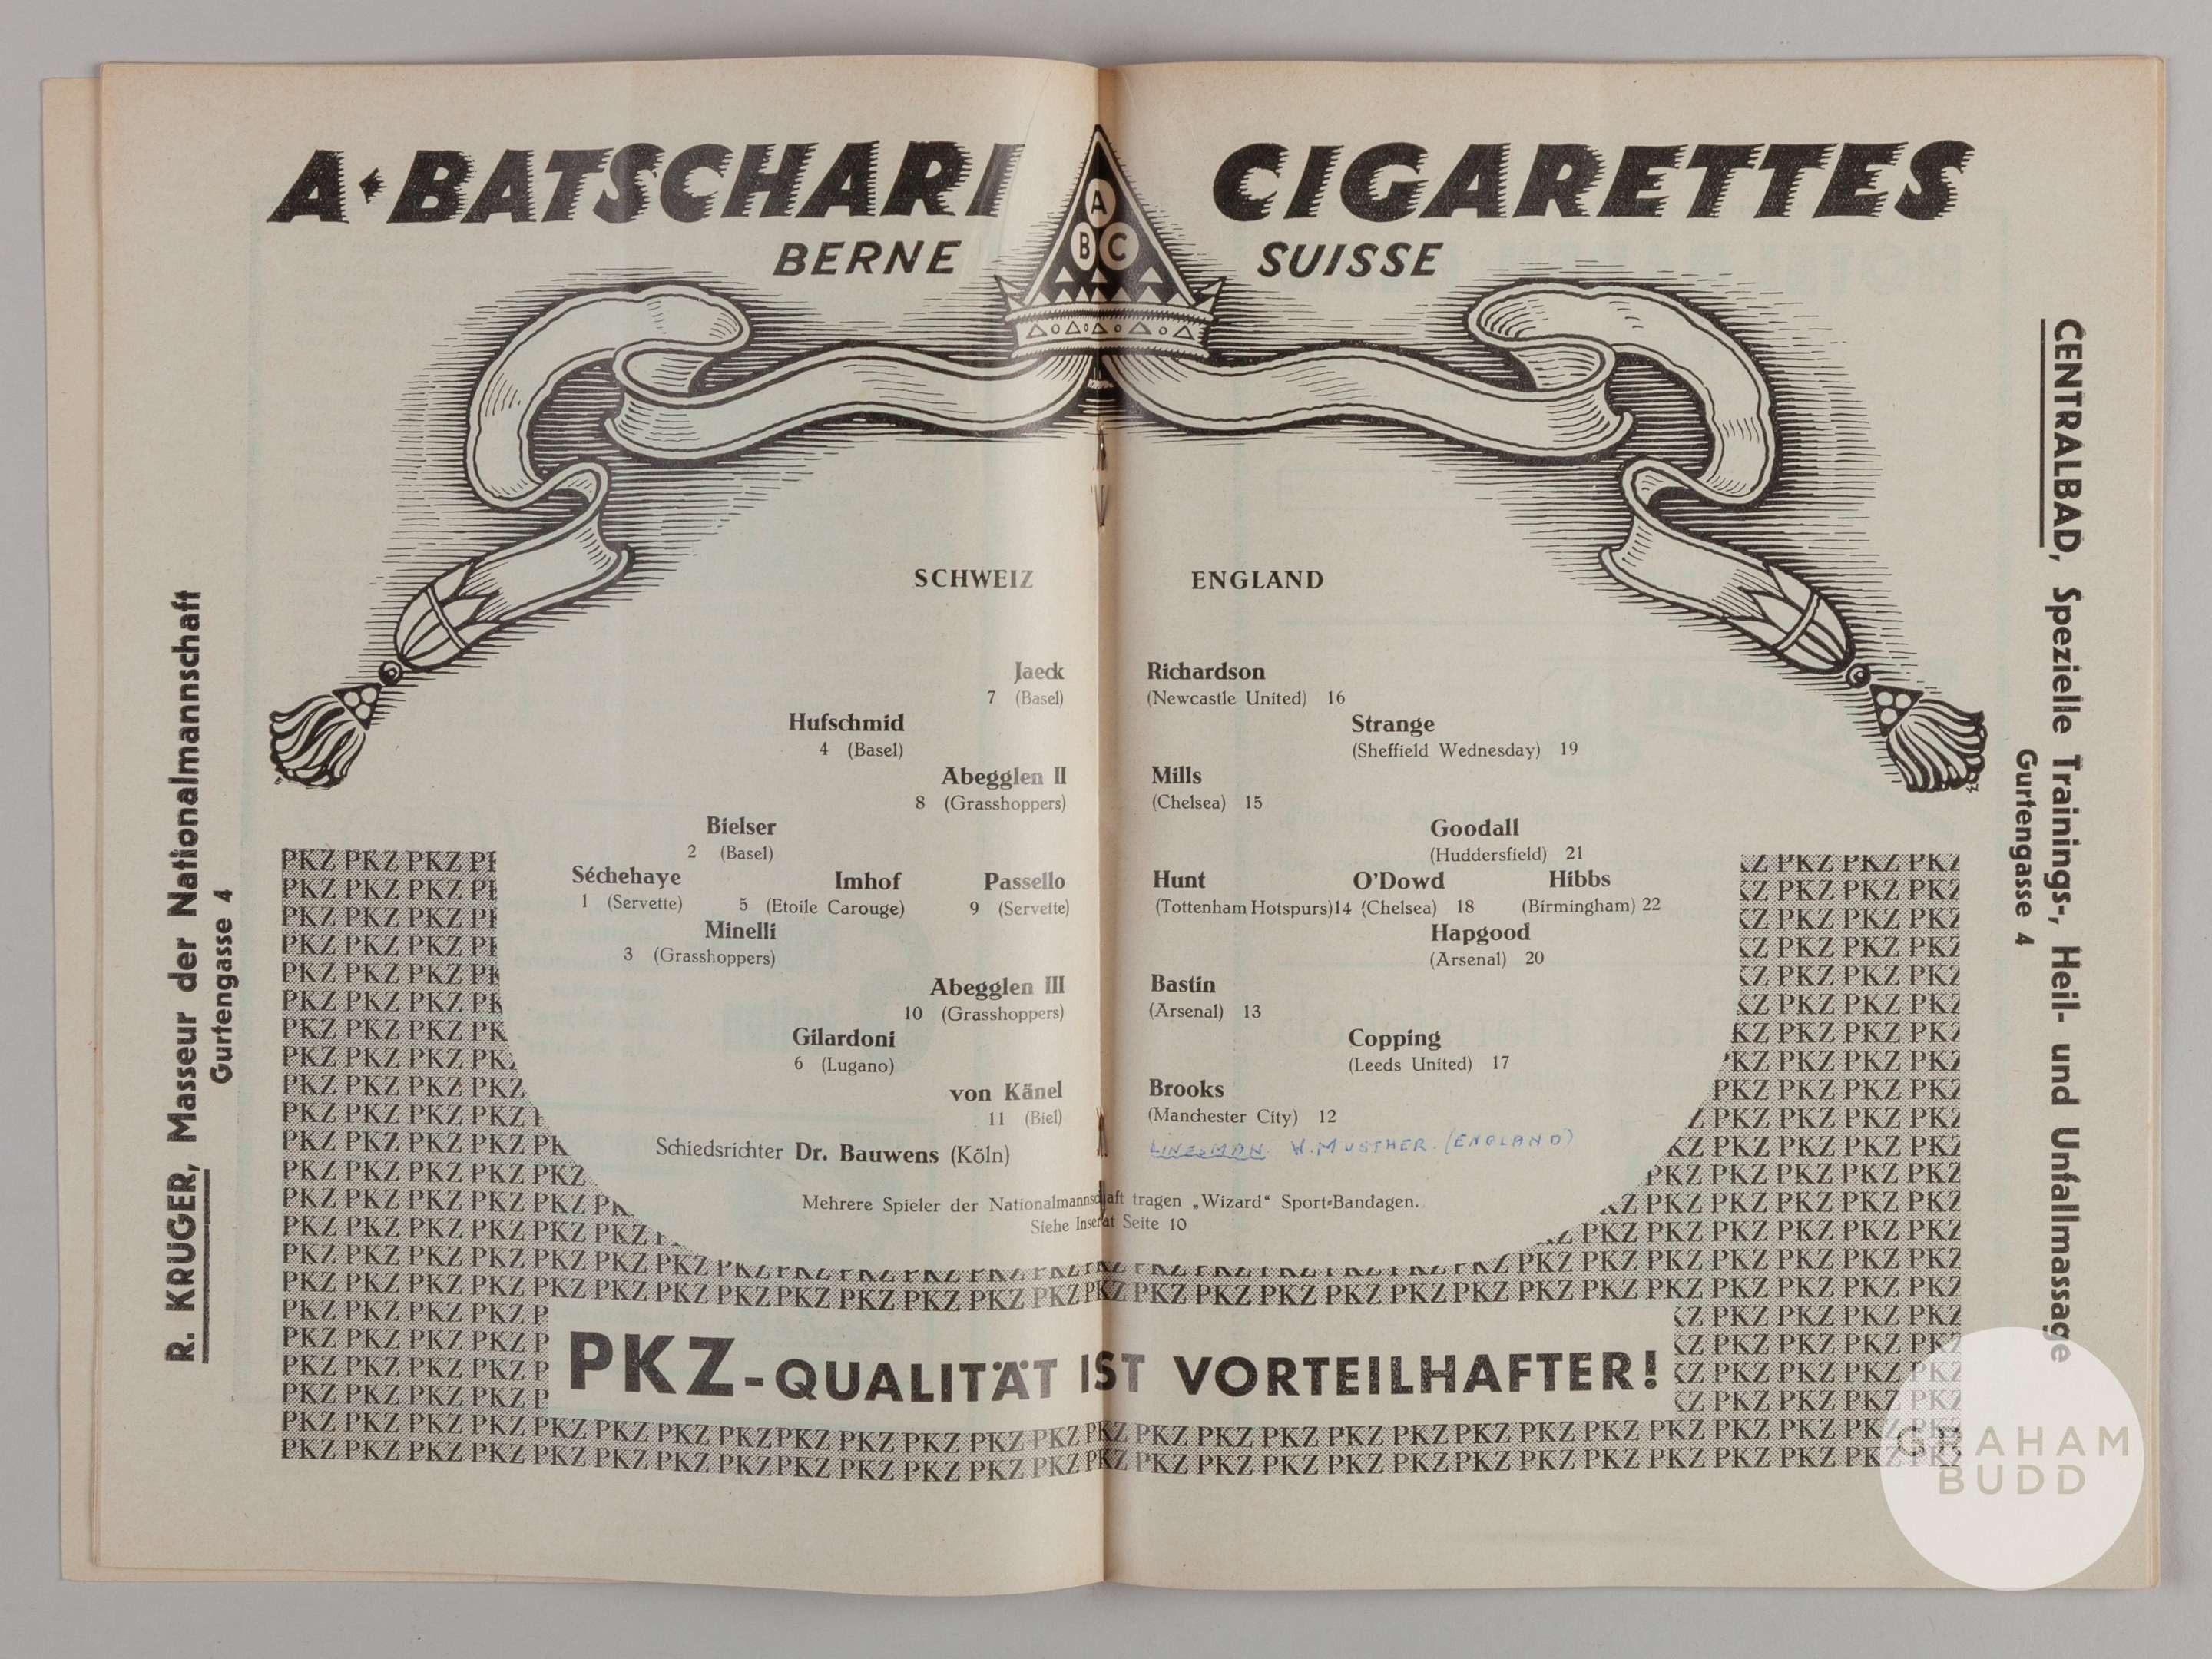 A·BATSCHARI CIGARETTES
BERNE SUISSE
A
B C
R. KRUGER, Masseur der Nationalmannschaft
Gurtengasse 4
CENTRALBAD, Spezielle Trainings-, Heil- und Unfallmassage
Gurtengasse 4
SCHWEIZ ENGLAND
Jaeck Richardson
7 (Basel) (Newcastle United) 16
Hufschmid Strange
4 (Basel) (Sheffield Wednesday) 19
Abegglen II Mills
8 (Grasshoppers) (Chelsea) 15
Bielser Goodall
2 (Basel) (Huddersfield) 21
Séchehaye Imhof Passello Hunt O'Dowd Hibbs
1 (Servette) 5 (Etoile Carouge) 9 (Servette) (Tottenham Hotspurs) 14 (Chelsea) 18 (Birmingham) 22
Minelli Hapgood
3 (Grasshoppers) (Arsenal) 20
Abegglen III Bastin
10 (Grasshoppers) (Arsenal) 13
Gilardoni Copping
6 (Lugano) (Leeds United) 17
von Känel Brooks
11 (Biel) (Manchester City) 12
Schiedsrichter Dr. Bauwens (Köln) LINESMAN. W. MUSTHER. (ENGLAND)
Mehrere Spieler der Nationalmannschaft tragen „Wizard“ Sport-Bandagen.
Siehe Inserat Seite 10
PKZ-QUALITÄT IST VORTEILHAFTER!
GRAHAM
BUDD